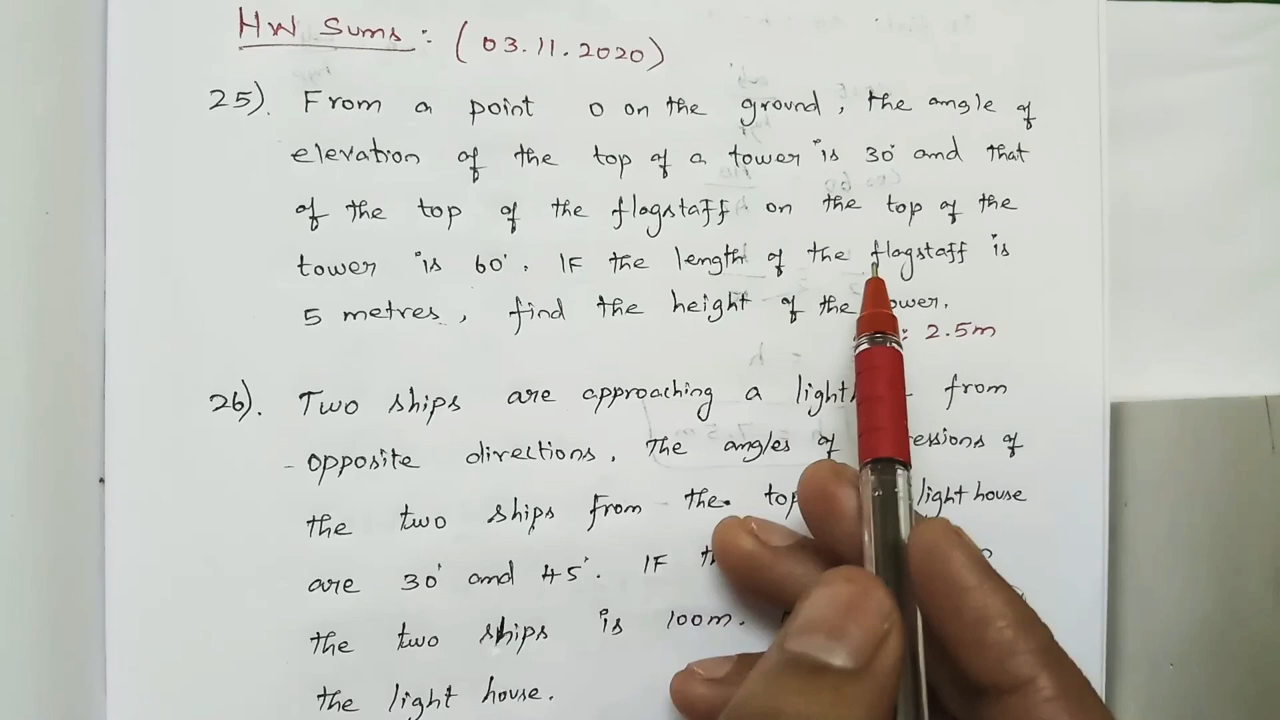 HW Sums: (03.11.2020)
25). From a point O on the ground, the angle of
elevation of the top of a tower is 30° and that
of the top of the flagstaff on the top of the
tower is 60°. IF the length of the flagstaff is
5 metres, find the height of the
: 2.5m
26). Two ships are approaching a from
opposite directions. The angles of
the two ships from the light house
are 30° and 45°. IF
the two ships is 100m.
the light house.